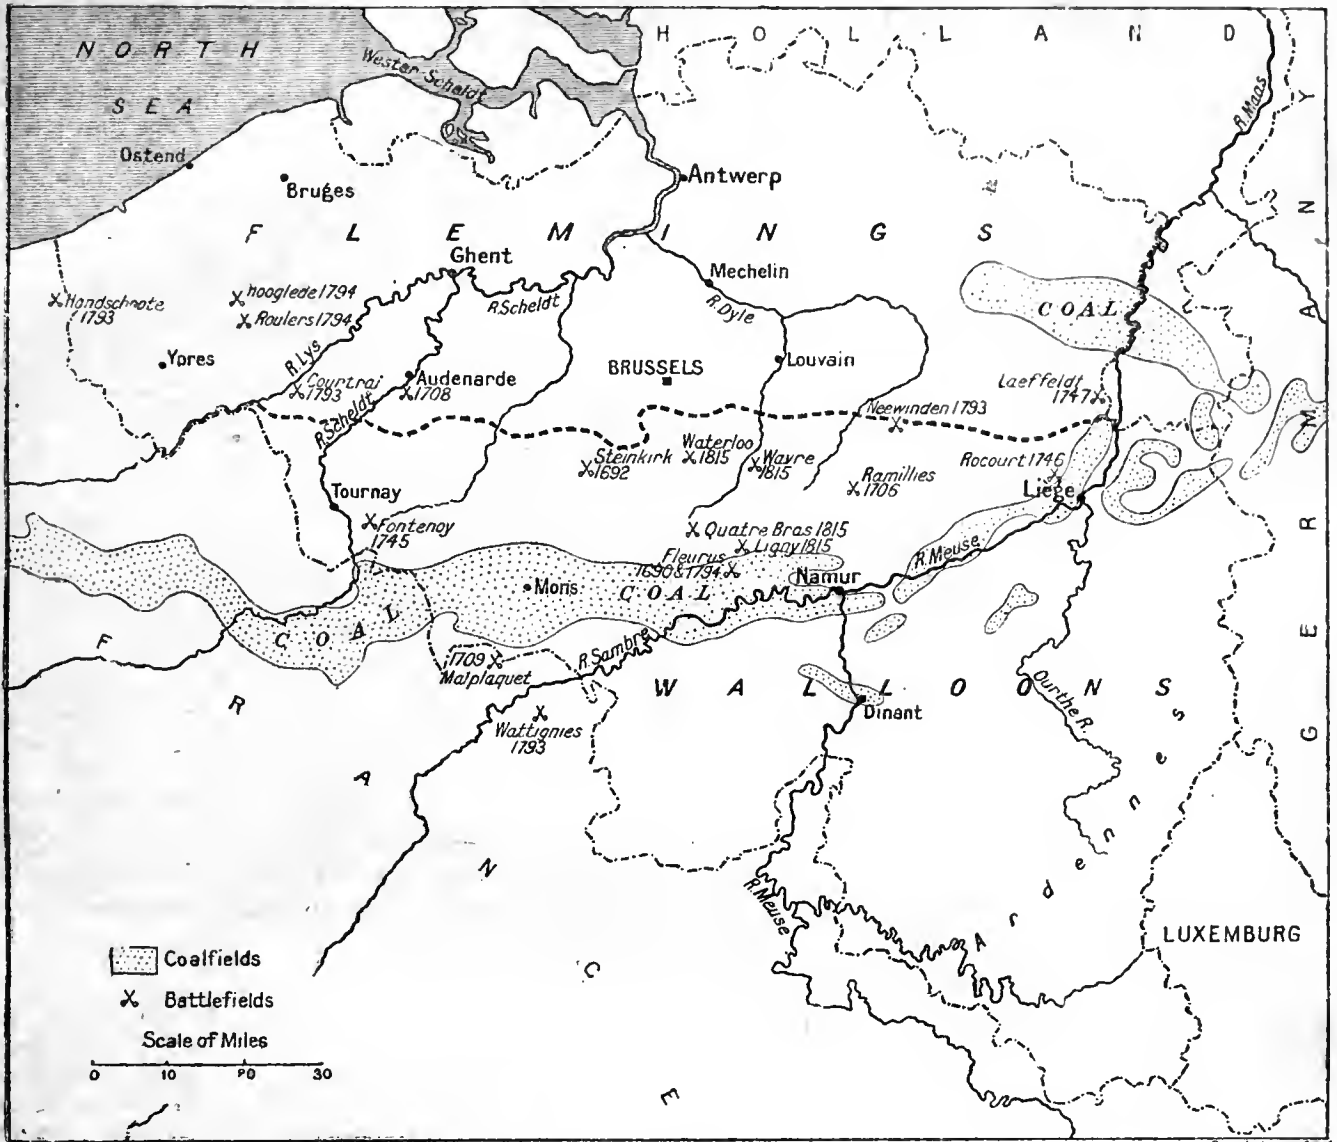 NORTH
SEA
HOLLAND
Wester Scheldt
R. Maas
Ostend
Bruges
Antwerp
FLEMINGS
Ghent
Mechelin
R. Scheldt
R. Dyle
Hondschoote
1793
Hooglede 1794
Roulers 1794
COAL
Ypres
R. Lys
Courtrai
1793
Audenarde
1708
BRUSSELS
Louvain
Laeffeldt
1747
Neewinden 1793
R. Scheldt
Steinkirk
1692
Waterloo
1815
Wavre
1815
Ramillies
1706
Rocourt 1746
Liége
GERMANY
Tournay
Fontenoy
1745
Quatre Bras 1815
Ligny 1815
Fleurus
1690 & 1794
R. Meuse
Namur
Mons
COAL
COAL
R. Sambre
1709
Malplaquet
WALLOONS
Dinant
Ourthe R.
Wattignies
1793
FRANCE
Ardennes
R. Meuse
LUXEMBURG
Coalfields
Battlefields
Scale of Miles
0 10 20 30